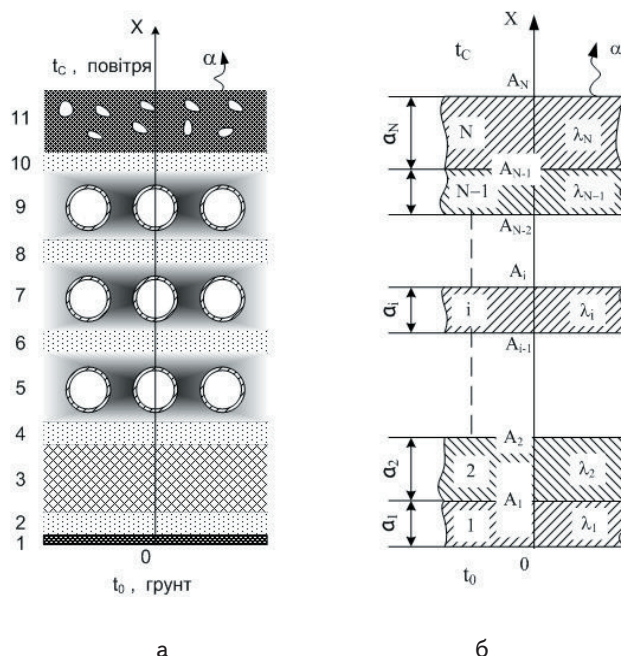 X
t_C , повітря
α
11
10
9
8
7
6
5
4
3
2
1
0
t_0 , грунт
а
X
t_C
A_N
α
a_N
N
λ_N
A_{N-1}
N−1
λ_{N−1}
A_{N-2}
A_i
a_i
i
λ_i
A_{i-1}
A_2
a_2
2
λ_2
A_1
a_1
1
λ_1
t_0
0
б